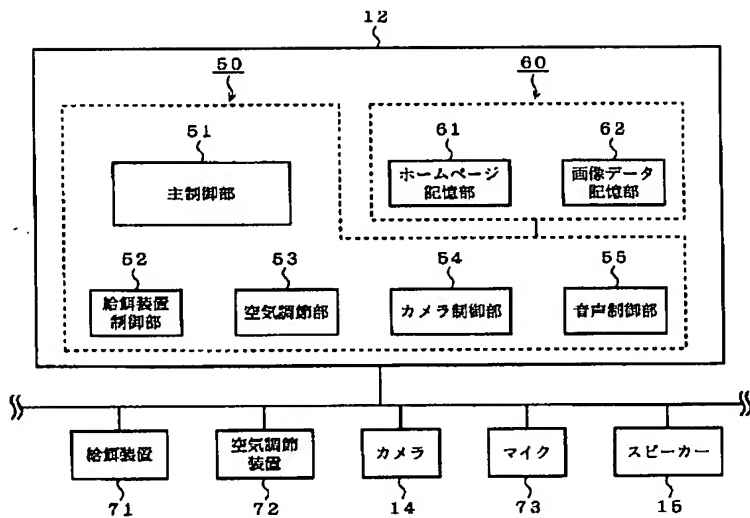 12
50
60
51
61
62
主制御部
ホームページ
記憶部
画像データ
記憶部
52
53
54
55
給餌装置
制御部
空気調節部
カメラ制御部
音声制御部
給餌装置
空気調節
装置
カメラ
マイク
スピーカー
71
72
14
73
15